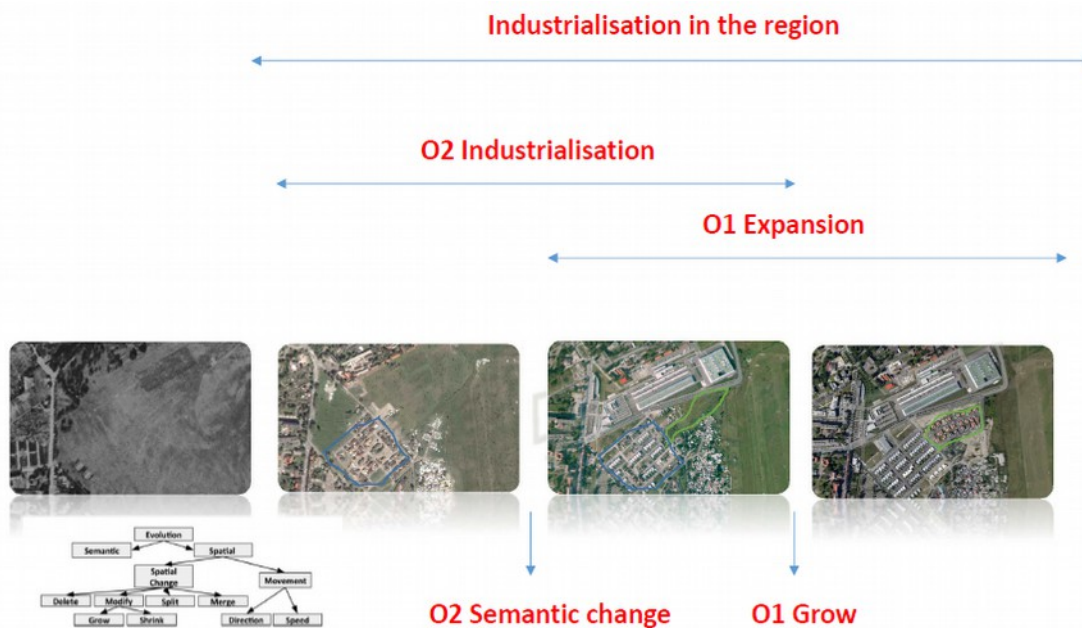 Industrialisation in the region
O2 Industrialisation
O1 Expansion
Evolution
Semantic
Spatial
Spatial
Change
Movement
Delete
Modify
Split
Merge
Grow
Shrink
Direction
Speed
O2 Semantic change
O1 Grow